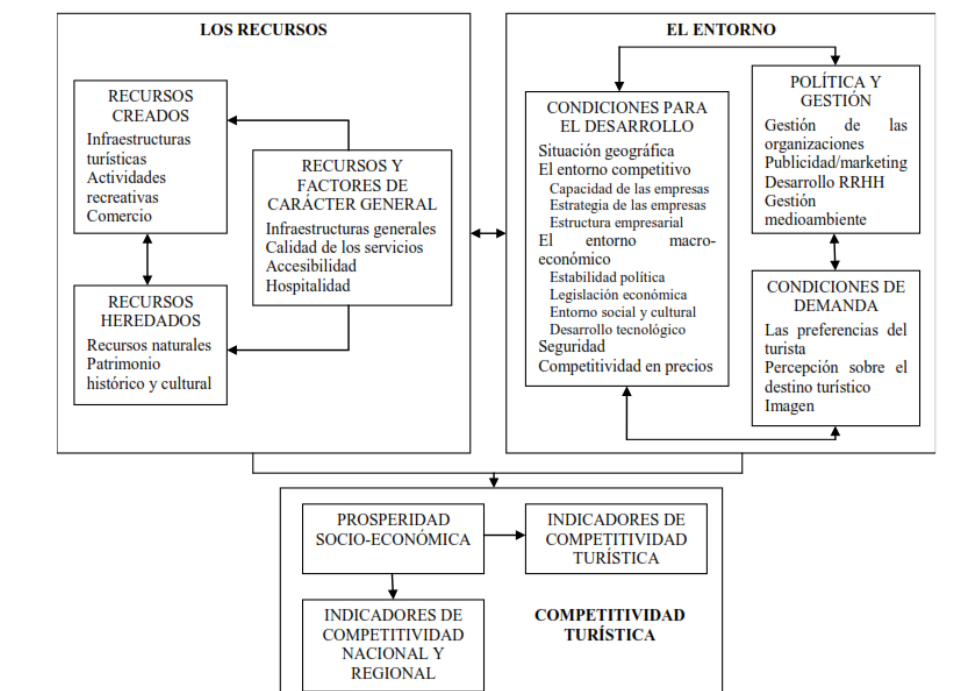 LOS RECURSOS
RECURSOS
CREADOS
Infraestructuras
turísticas
Actividades
recreativas
Comercio
RECURSOS Y
FACTORES DE
CARÁCTER GENERAL
Infraestructuras generales
Calidad de los servicios
Accesibilidad
Hospitalidad
RECURSOS
HEREDADOS
Recursos naturales
Patrimonio
histórico y cultural
EL ENTORNO
CONDICIONES PARA
EL DESARROLLO
Situación geográfica
El entorno competitivo
Capacidad de las empresas
Estrategia de las empresas
Estructura empresarial
El entorno macro-
económico
Estabilidad política
Legislación económica
Entorno social y cultural
Desarrollo tecnológico
Seguridad
Competitividad en precios
POLÍTICA Y
GESTIÓN
Gestión de las
organizaciones
Publicidad/marketing
Desarrollo RRHH
Gestión
medioambiente
CONDICIONES DE
DEMANDA
Las preferencias del
turista
Percepción sobre el
destino turístico
Imagen
PROSPERIDAD
SOCIO-ECONÓMICA
INDICADORES DE
COMPETITIVIDAD
TURÍSTICA
INDICADORES DE
COMPETITIVIDAD
NACIONAL Y
REGIONAL
COMPETITIVIDAD
TURÍSTICA